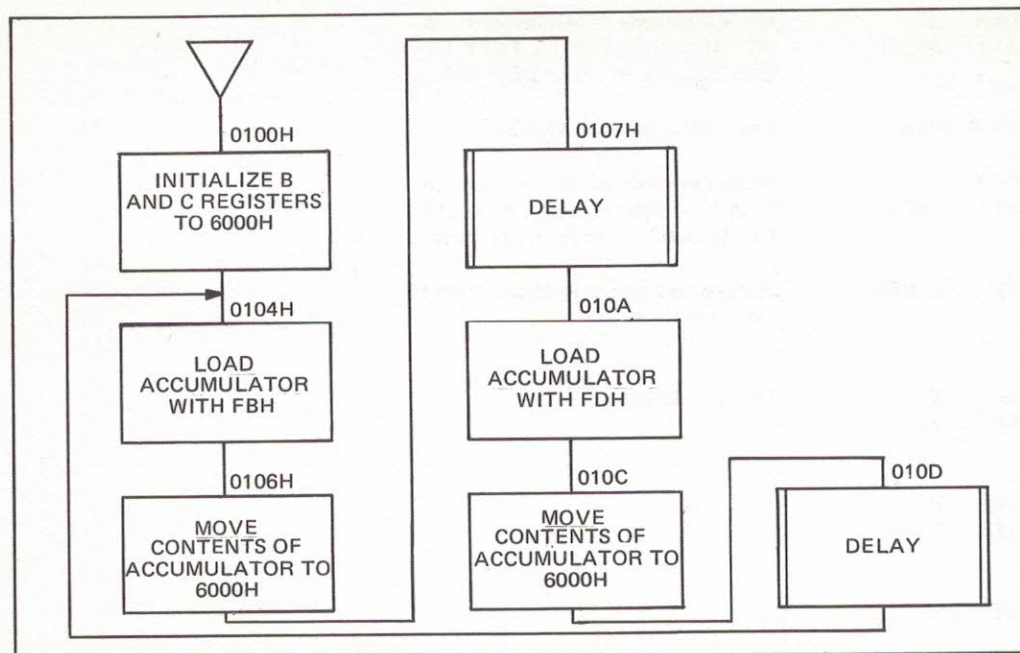 0100H
INITIALIZE B
AND C REGISTERS
TO 6000H
0104H
LOAD
ACCUMULATOR
WITH FBH
0106H
MOVE
CONTENTS OF
ACCUMULATOR TO
6000H
0107H
DELAY
010A
LOAD
ACCUMULATOR
WITH FDH
010C
MOVE
CONTENTS OF
ACCUMULATOR TO
6000H
010D
DELAY